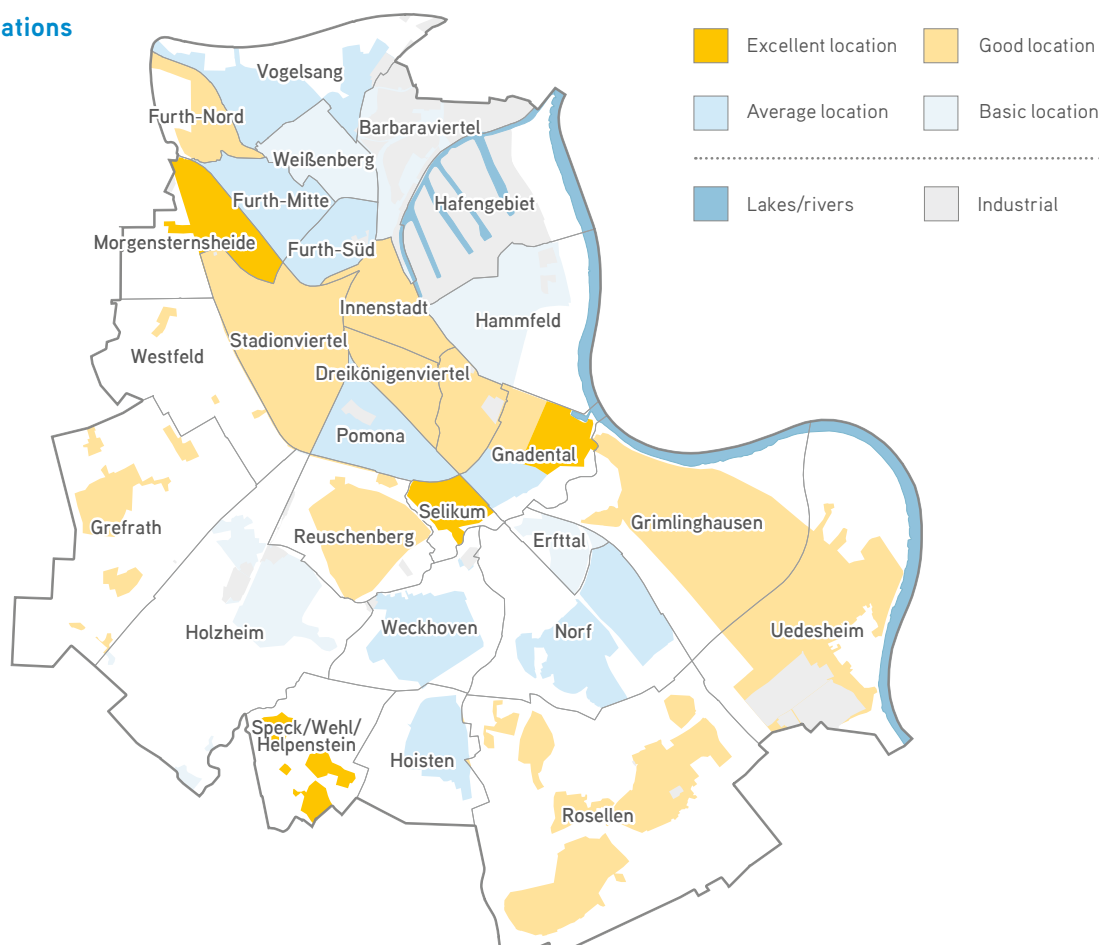 ations
Excellent location
Good location
Average location
Basic location
Lakes/rivers
Industrial
Vogelsang
Furth-Nord
Barbaraviertel
Weißenberg
Furth-Mitte
Hafengebiet
Morgensternsheide
Furth-Süd
Innenstadt
Hammfeld
Stadionviertel
Westfeld
Dreikönigenviertel
Pomona
Gnadental
Selikum
Grefrath
Reuschenberg
Erfttal
Grimlinghausen
Holzheim
Weckhoven
Norf
Uedesheim
Speck/Wehl/
Helpenstein
Hoisten
Rosellen